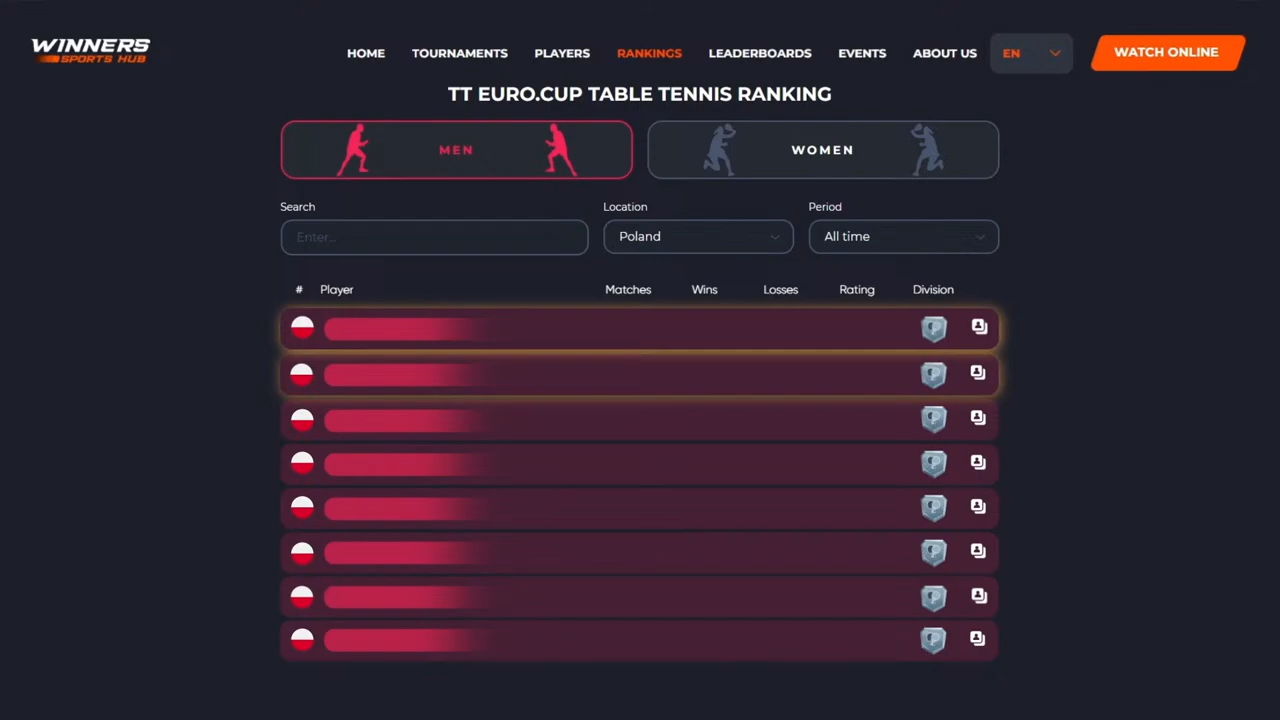 WINNERS
SPORTS HUB
HOME TOURNAMENTS PLAYERS RANKINGS LEADERBOARDS EVENTS ABOUT US EN WATCH ONLINE
TT EURO.CUP TABLE TENNIS RANKING
MEN WOMEN
Search Location Period
Enter... Poland All time
# Player Matches Wins Losses Rating Division